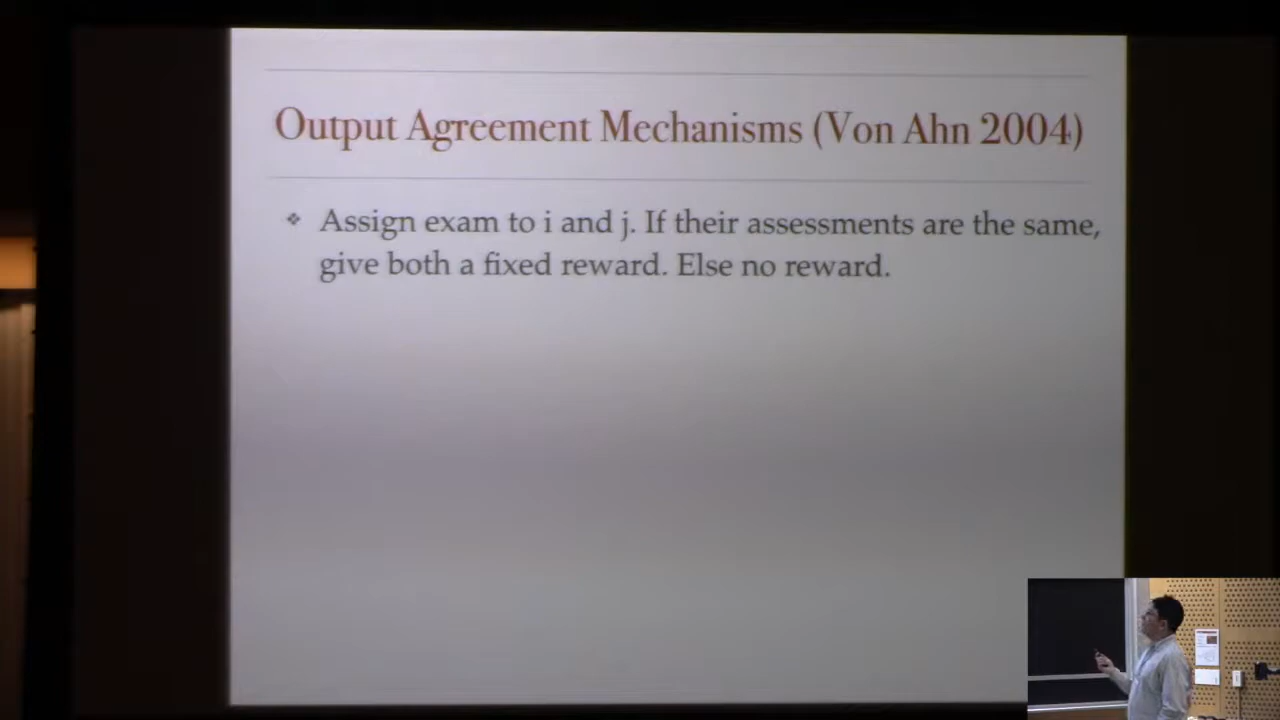 Output Agreement Mechanisms (Von Ahn 2004)
❖ Assign exam to i and j. If their assessments are the same,
give both a fixed reward. Else no reward.